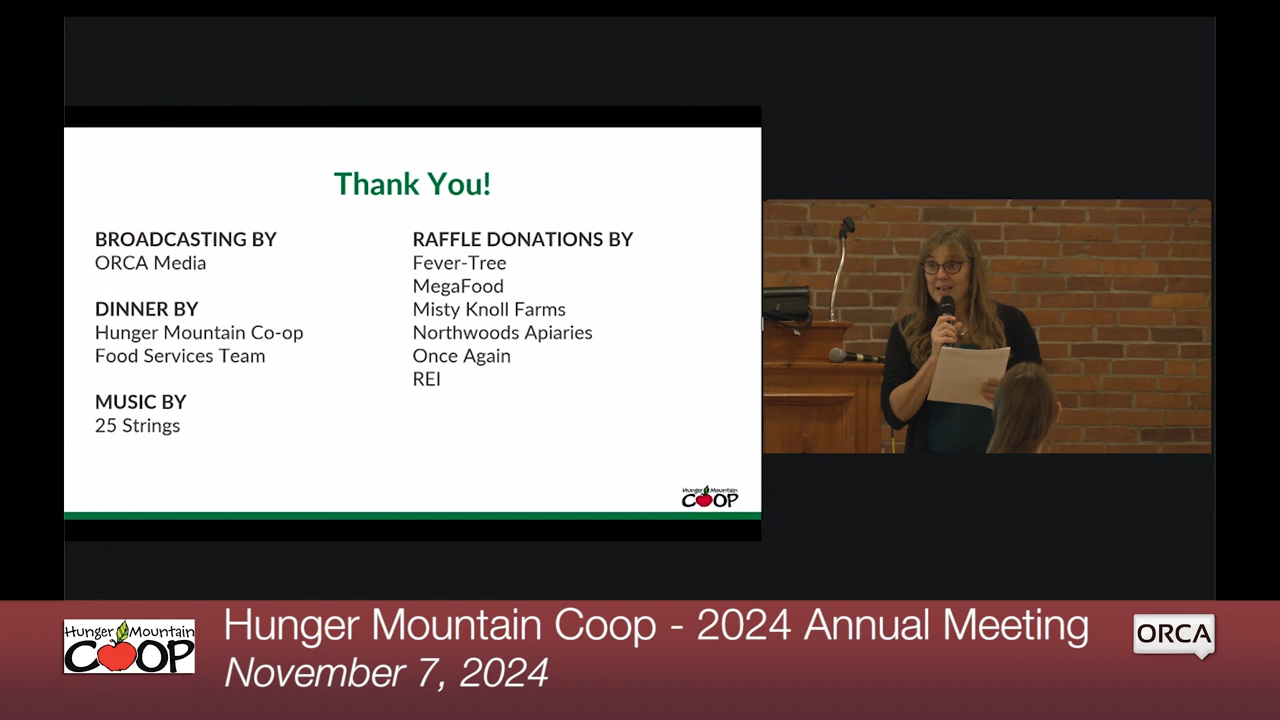 Thank You!
BROADCASTING BY
ORCA Media
DINNER BY
Hunger Mountain Co-op
Food Services Team
MUSIC BY
25 Strings
RAFFLE DONATIONS BY
Fever-Tree
MegaFood
Misty Knoll Farms
Northwoods Apiaries
Once Again
REI
Hunger Mountain
COOP
Hunger Mountain
COOP
Hunger Mountain Coop - 2024 Annual Meeting
November 7, 2024
ORCA